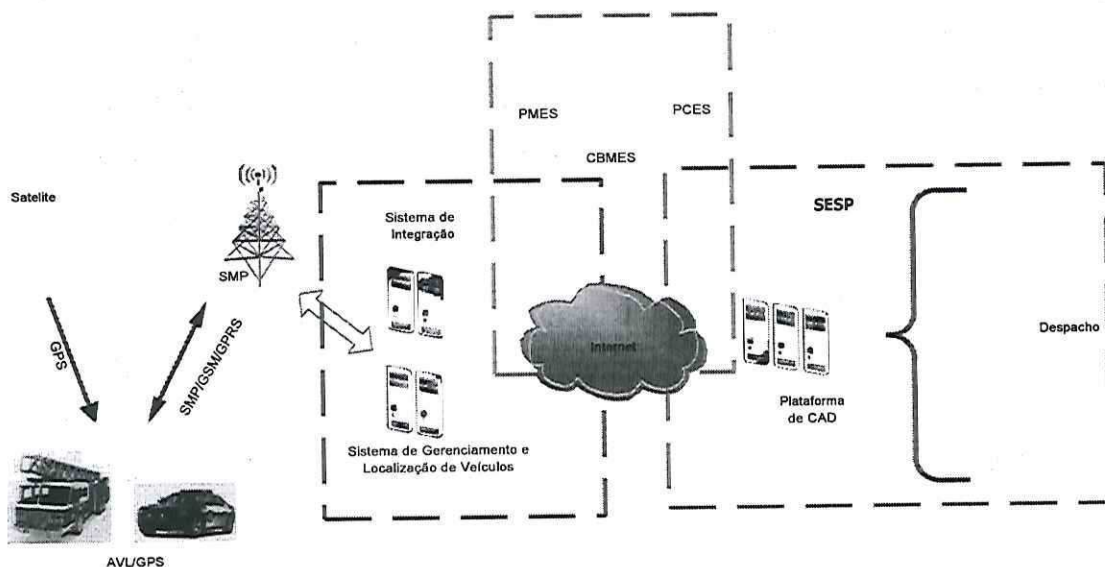 PMES
PCES
CBMES
Satelite
SMP
Sistema de
Integração
SESP
GPS
SMP/GSM/GPRS
Internet
Despacho
Plataforma
de CAD
Sistema de Gerenciamento e
Localização de Veículos
AVL/GPS